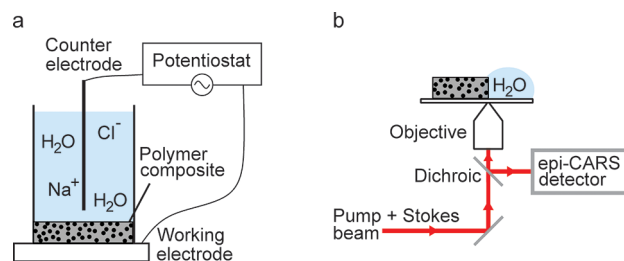 a
Counter
electrode
Potentiostat
H₂O
Cl⁻
Na⁺
H₂O
Polymer
composite
Working
electrode
b
H₂O
Objective
Dichroic
epi-CARS
detector
Pump + Stokes
beam